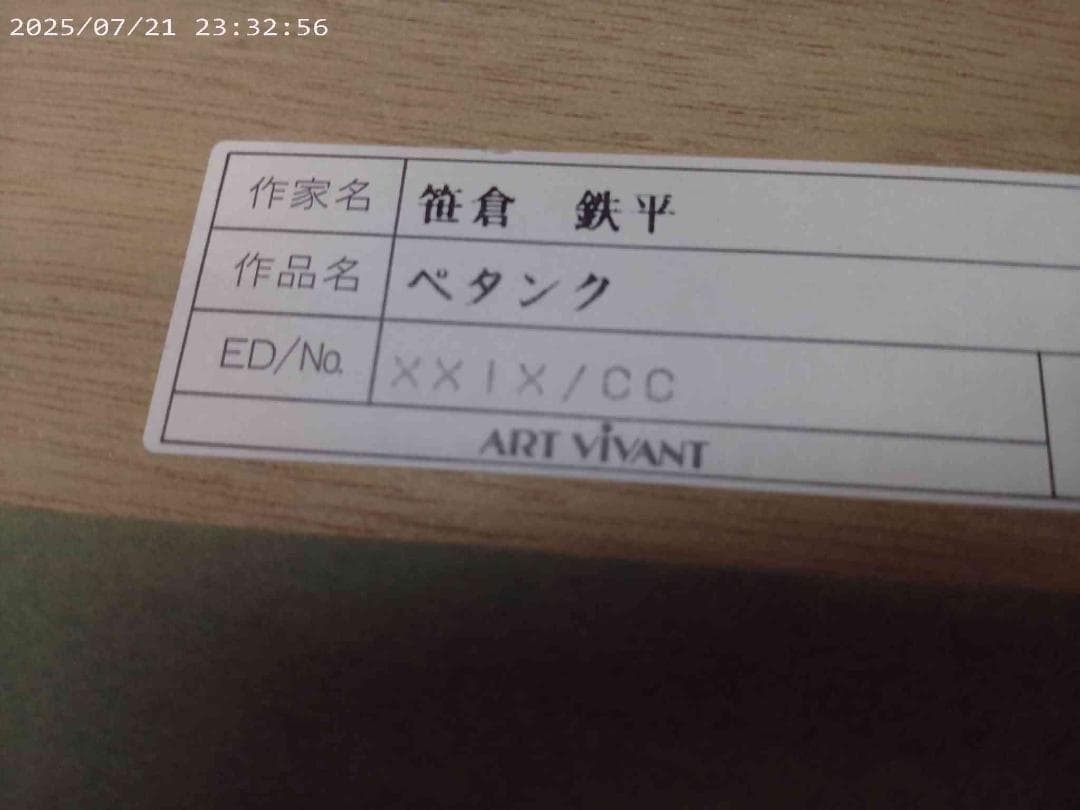 2025/07/21 23:32:56
作家名 笹倉 鉄平
作品名 ペタンク
ED/No. XXIX/CC
ART ViVANT